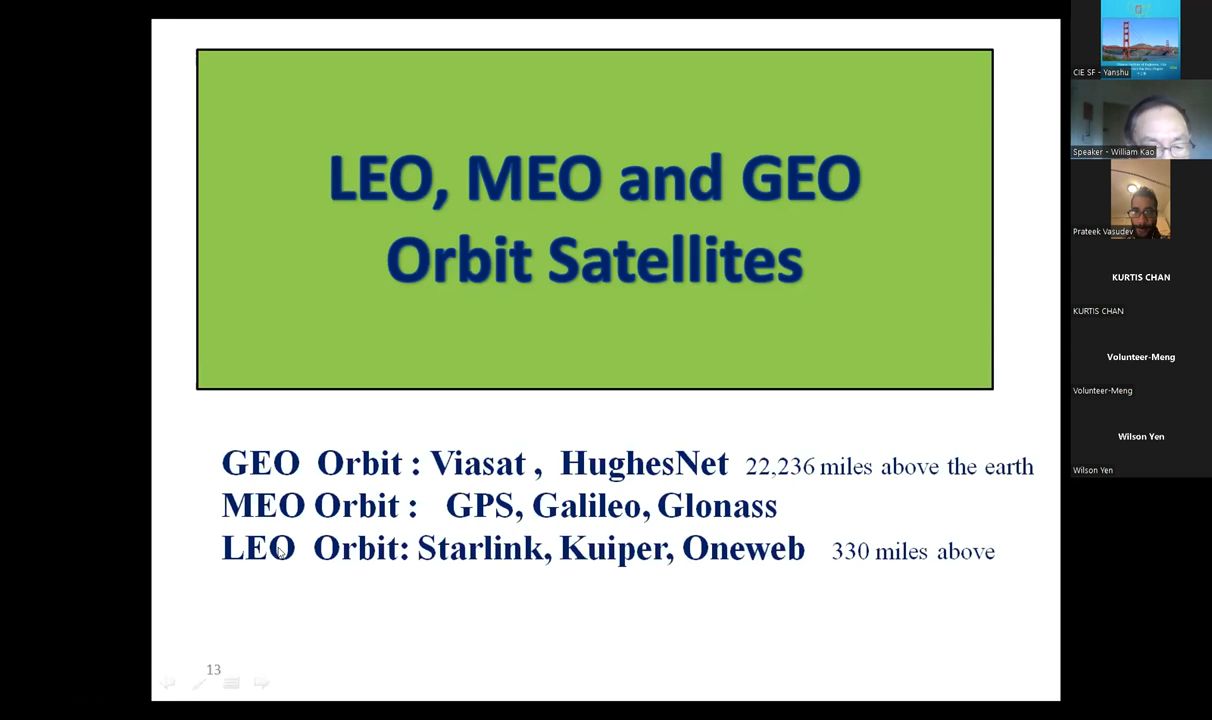 LEO, MEO and GEO
Orbit Satellites
GEO Orbit : Viasat , HughesNet 22,236 miles above the earth
MEO Orbit : GPS, Galileo, Glonass
LEO Orbit: Starlink, Kuiper, Oneweb 330 miles above
13
CIE SF - Yanshu
Speaker - William Kao
Prateek Vasudev
KURTIS CHAN
KURTIS CHAN
Volunteer-Meng
Volunteer-Meng
Wilson Yen
Wilson Yen